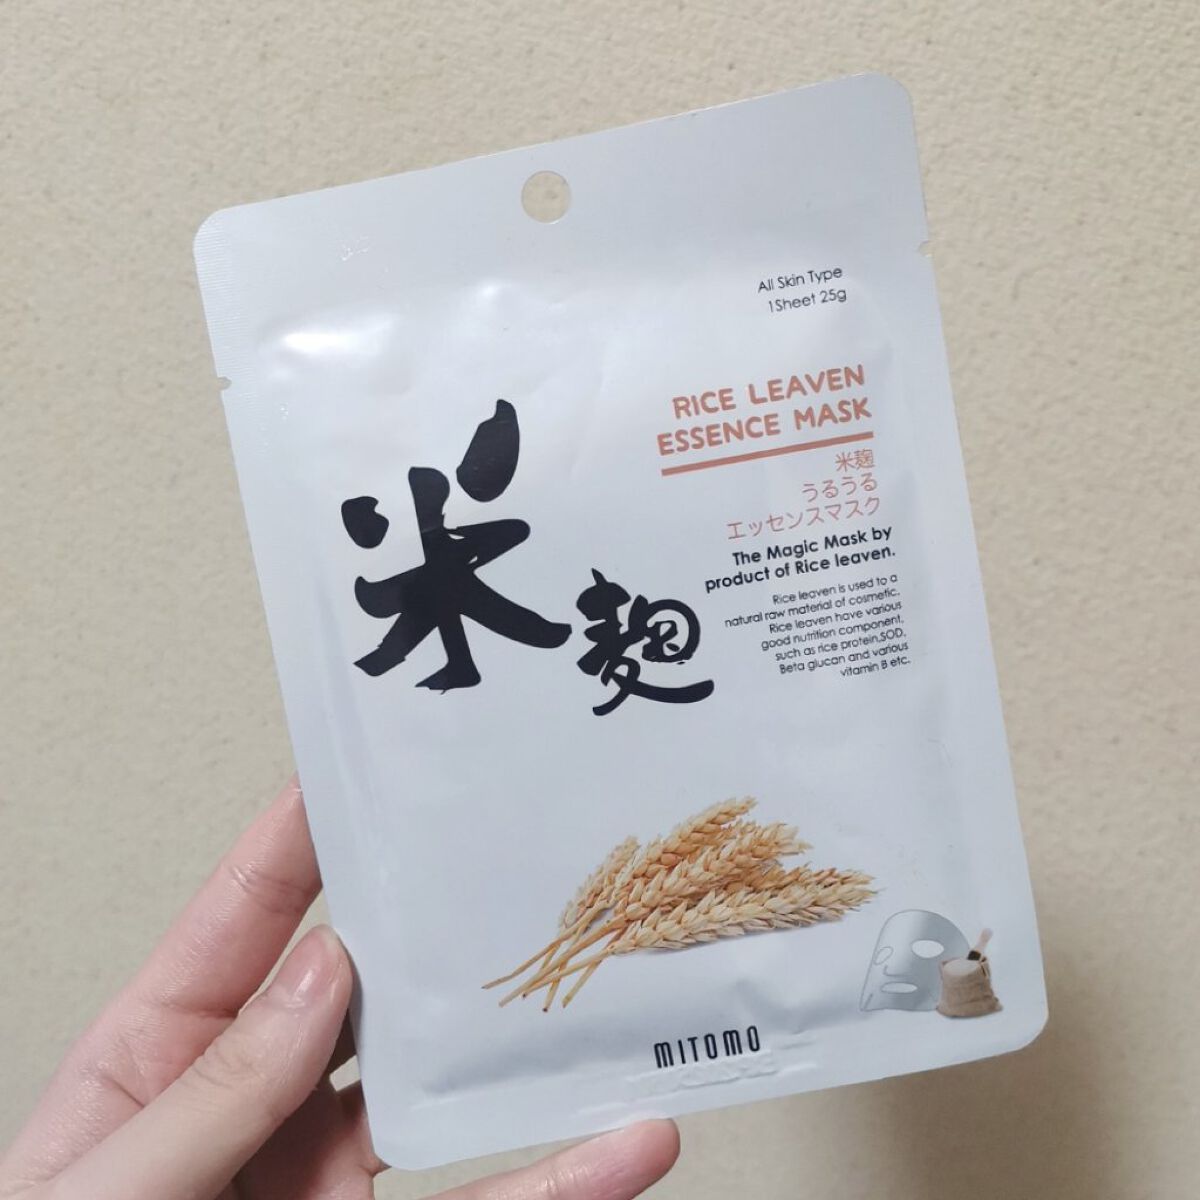 All Skin Type
1Sheet 25g
RICE LEAVEN
ESSENCE MASK
米麹
うるうる
エッセンスマスク
The Magic Mask by
product of Rice leaven.
Rice leaven is used to a
natural raw material of cosmetic.
Rice leaven have various
good nutrition component,
such as rice protein,SOD,
Beta glucan and various
vitamin B etc.
米麹
MITOMO